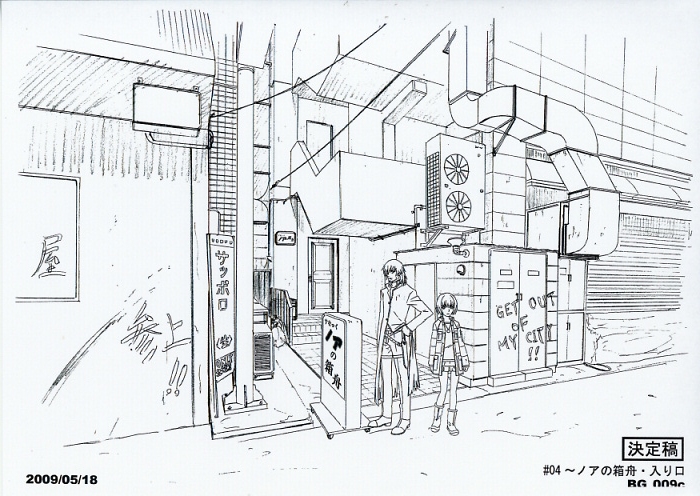 屋
参上!!
サッポロ
ノアの箱舟
GET OUT
OF
MY CITY
!!
決定稿
#04 ～ノアの箱舟・入り口
BG 009c
2009/05/18